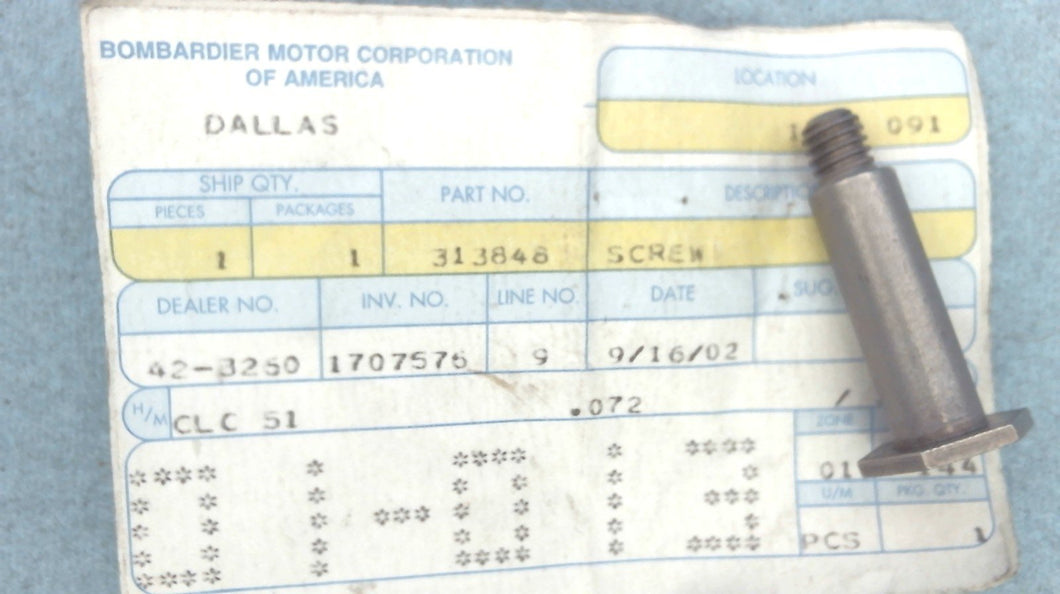 BOMBARDIER MOTOR CORPORATION
OF AMERICA
LOCATION
DALLAS
1 091
SHIP QTY.
PART NO.
PIECES PACKAGES
1 1 313848 SCREW
DEALER NO. INV. NO. LINE NO. DATE
42-3250 1707576 9 9/16/02
H/M CLC 51 .072 /
ZONE
01
U/M PKG. QTY.
PCS 1